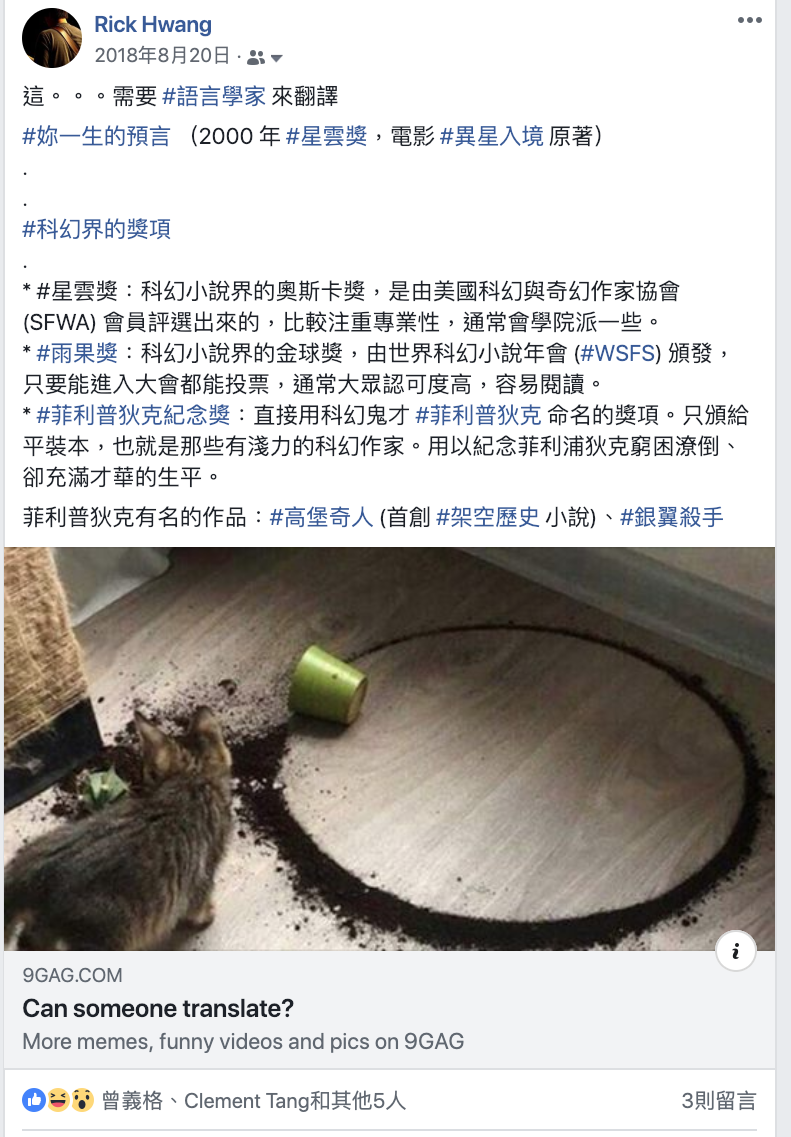 Rick Hwang
2018年8月20日 ·
這。。。需要 #語言學家 來翻譯
#妳一生的預言 （2000 年 #星雲獎，電影 #異星入境 原著）
.
.
#科幻界的獎項
.
* #星雲獎：科幻小說界的奧斯卡獎，是由美國科幻與奇幻作家協會
(SFWA) 會員評選出來的，比較注重專業性，通常會學院派一些。
* #雨果獎：科幻小說界的金球獎，由世界科幻小說年會 (#WSFS) 頒發，
只要能進入大會都能投票，通常大眾認可度高，容易閱讀。
* #菲利普狄克紀念獎：直接用科幻鬼才 #菲利普狄克 命名的獎項。只頒給
平裝本，也就是那些有淺力的科幻作家。用以紀念菲利浦狄克窮困潦倒、
卻充滿才華的生平。
菲利普狄克有名的作品：#高堡奇人 (首創 #架空歷史 小說)、#銀翼殺手
9GAG.COM
Can someone translate?
More memes, funny videos and pics on 9GAG
曾義格、Clement Tang和其他5人
3則留言